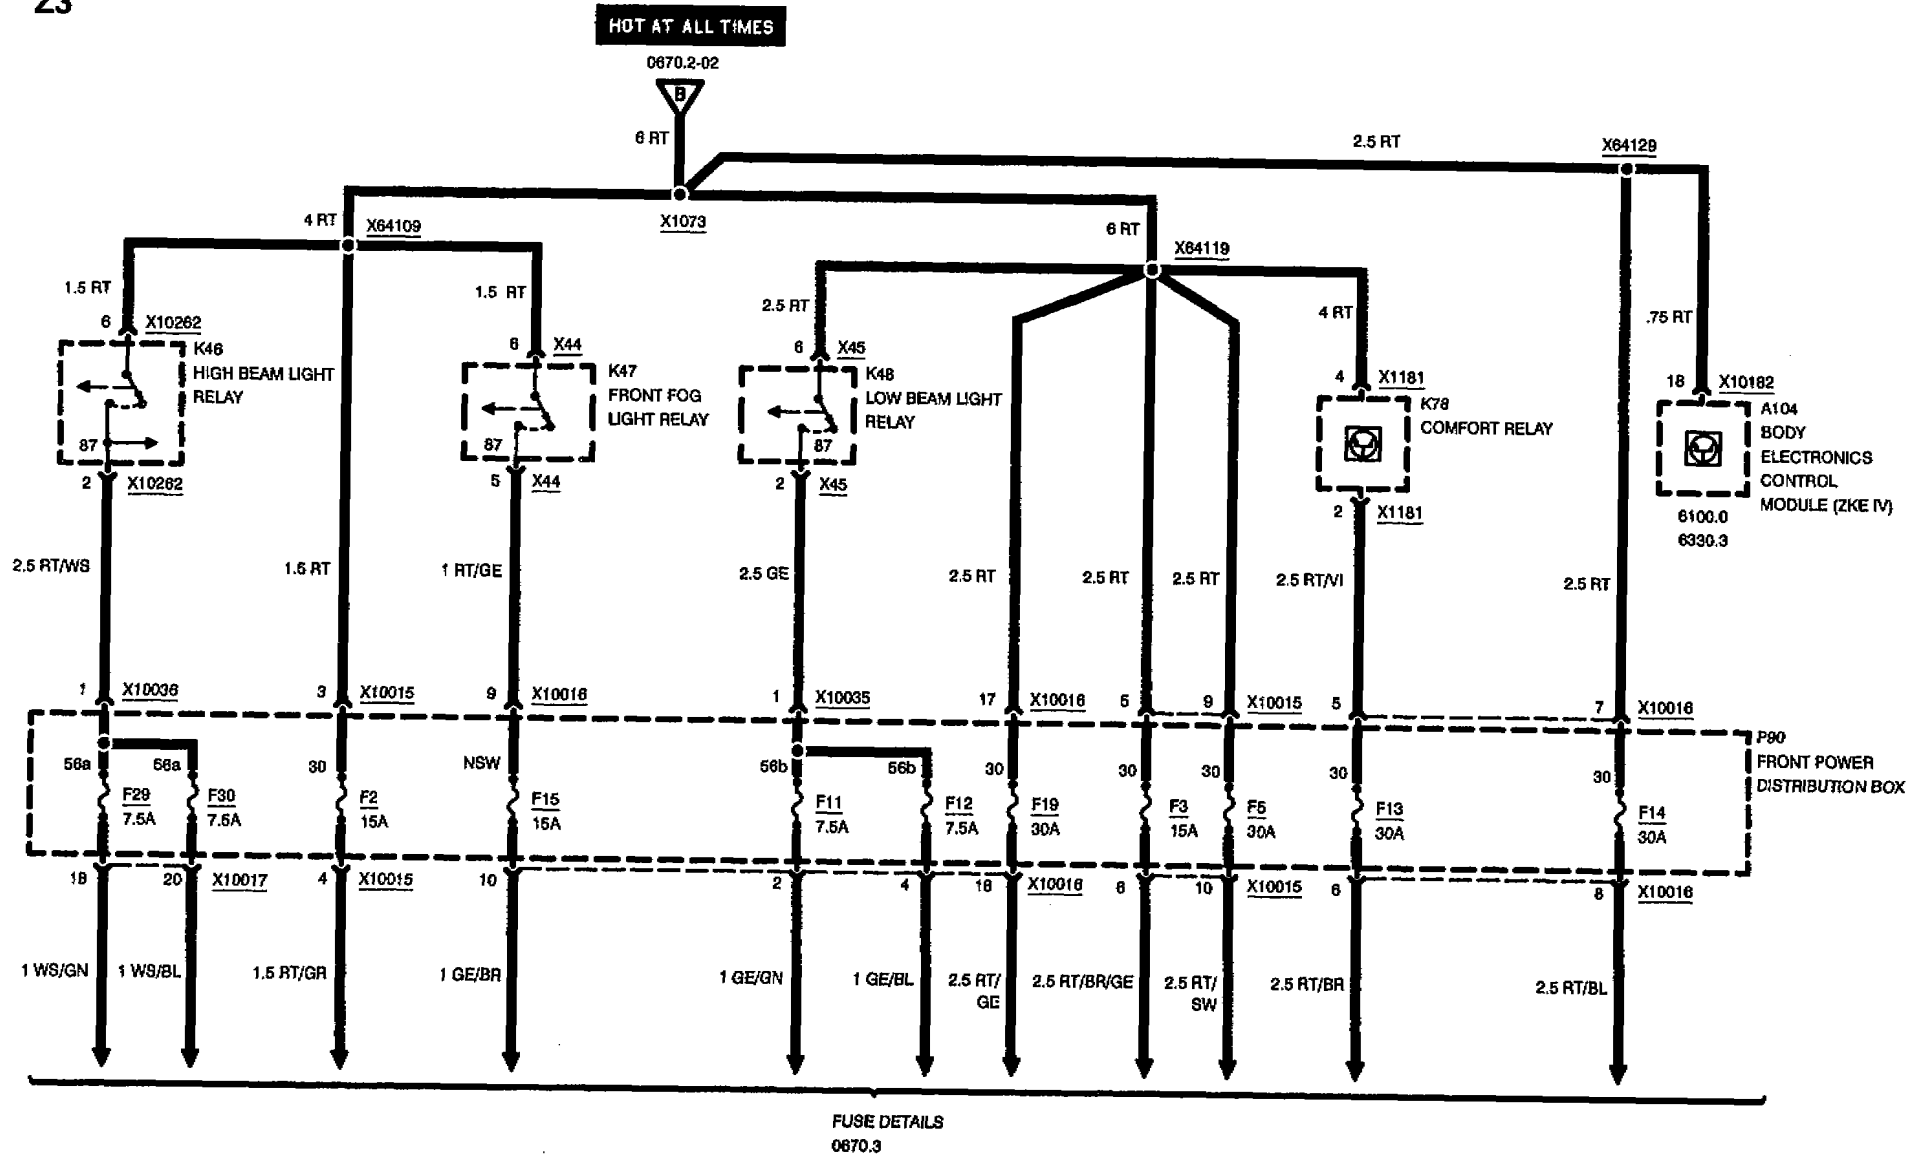 Z3
HOT AT ALL TIMES
0670.2-02
B
6 RT
2.5 RT
X64129
X1073
4 RT
X64109
6 RT
X64119
1.5 RT
1.5 RT
2.5 RT
4 RT
.75 RT
6
X10262
6
X44
6
X45
4
X1181
18
X10182
K46
HIGH BEAM LIGHT
RELAY
87
K47
FRONT FOG
LIGHT RELAY
87
K48
LOW BEAM LIGHT
RELAY
87
K78
COMFORT RELAY
A104
BODY
ELECTRONICS
CONTROL
MODULE (ZKE IV)
6100.0
6330.3
2
X10262
5
X44
2
X45
2
X1181
2.5 RT/WS
1.5 RT
1 RT/GE
2.5 GE
2.5 RT
2.5 RT
2.5 RT
2.5 RT/VI
2.5 RT
1
X10036
3
X10015
9
X10016
1
X10035
17
X10016
5
9
X10015
5
7
X10016
P90
FRONT POWER
DISTRIBUTION BOX
56a
56a
30
NSW
56b
56b
30
30
30
30
30
F29
7.5A
F30
7.5A
F2
15A
F15
15A
F11
7.5A
F12
7.5A
F19
30A
F3
15A
F5
30A
F13
30A
F14
30A
18
20
X10017
4
X10015
10
2
4
18
X10016
6
10
X10015
6
8
X10016
1 WS/GN
1 WS/BL
1.5 RT/GR
1 GE/BR
1 GE/GN
1 GE/BL
2.5 RT/
GE
2.5 RT/BR/GE
2.5 RT/
SW
2.5 RT/BR
2.5 RT/BL
FUSE DETAILS
0670.3